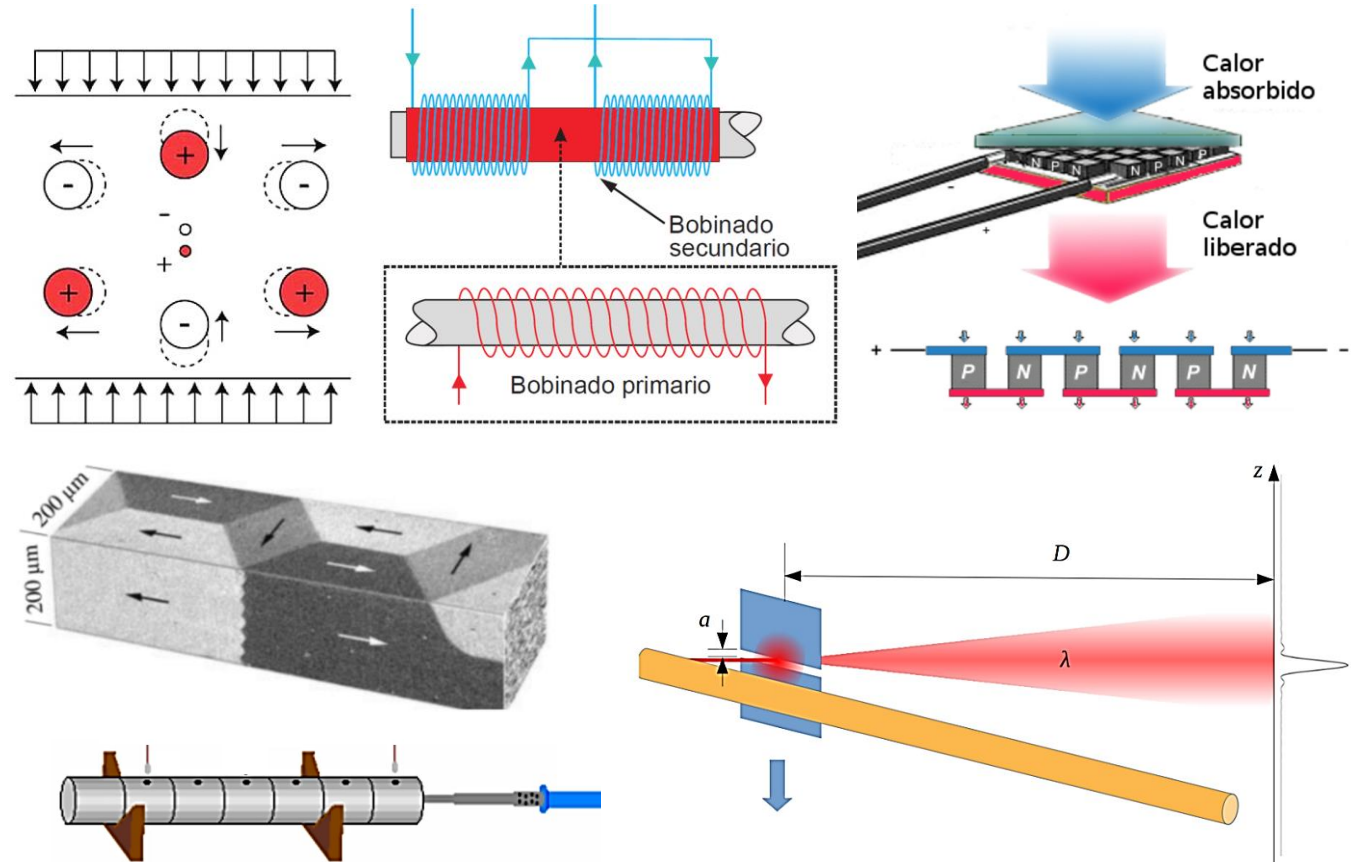 +
-
-
-
+
+
+
-
Bobinado
secundario
Bobinado primario
Calor
absorbido
N P N P N P N
-
+
Calor
liberado
+ P N P N P N -
200 µm
200 µm
z
D
a
λ